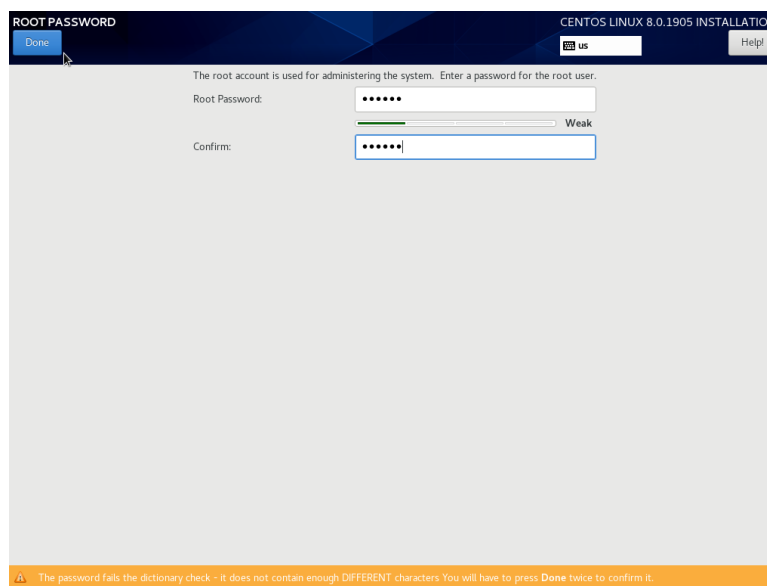 ROOT PASSWORD
CENTOS LINUX 8.0.1905 INSTALLATIO
Done
us
Help!
The root account is used for administering the system. Enter a password for the root user.
Root Password:
••••••
Weak
Confirm:
••••••
The password fails the dictionary check - it does not contain enough DIFFERENT characters You will have to press Done twice to confirm it.